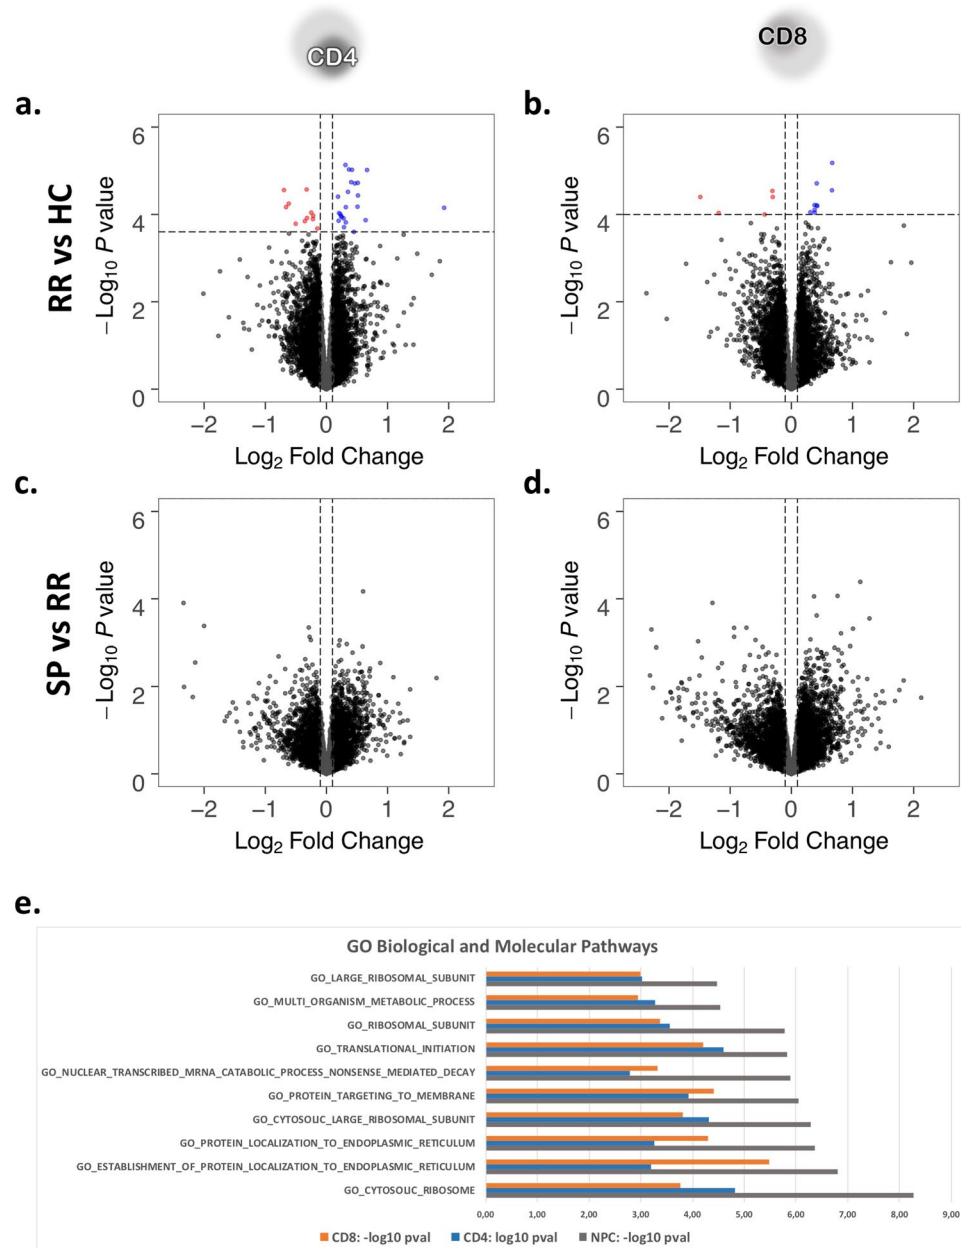 CD4
CD8
a.
b.
RR vs HC
6
4
2
0
−Log10 P value
−2 −1 0 1 2
Log2 Fold Change
6
4
2
0
−Log10 P value
−2 −1 0 1 2
Log2 Fold Change
c.
d.
SP vs RR
6
4
2
0
−Log10 P value
−2 −1 0 1 2
Log2 Fold Change
6
4
2
0
−Log10 P value
−2 −1 0 1 2
Log2 Fold Change
e.
GO Biological and Molecular Pathways
GO_LARGE_RIBOSOMAL_SUBUNIT
GO_MULTI_ORGANISM_METABOLIC_PROCESS
GO_RIBOSOMAL_SUBUNIT
GO_TRANSLATIONAL_INITIATION
GO_NUCLEAR_TRANSCRIBED_MRNA_CATABOLIC_PROCESS_NONSENSE_MEDIATED_DECAY
GO_PROTEIN_TARGETING_TO_MEMBRANE
GO_CYTOSOLIC_LARGE_RIBOSOMAL_SUBUNIT
GO_PROTEIN_LOCALIZATION_TO_ENDOPLASMIC_RETICULUM
GO_ESTABLISHMENT_OF_PROTEIN_LOCALIZATION_TO_ENDOPLASMIC_RETICULUM
GO_CYTOSOLIC_RIBOSOME
0,00 1,00 2,00 3,00 4,00 5,00 6,00 7,00 8,00 9,00
CD8: -log10 pval CD4: log10 pval NPC: -log10 pval